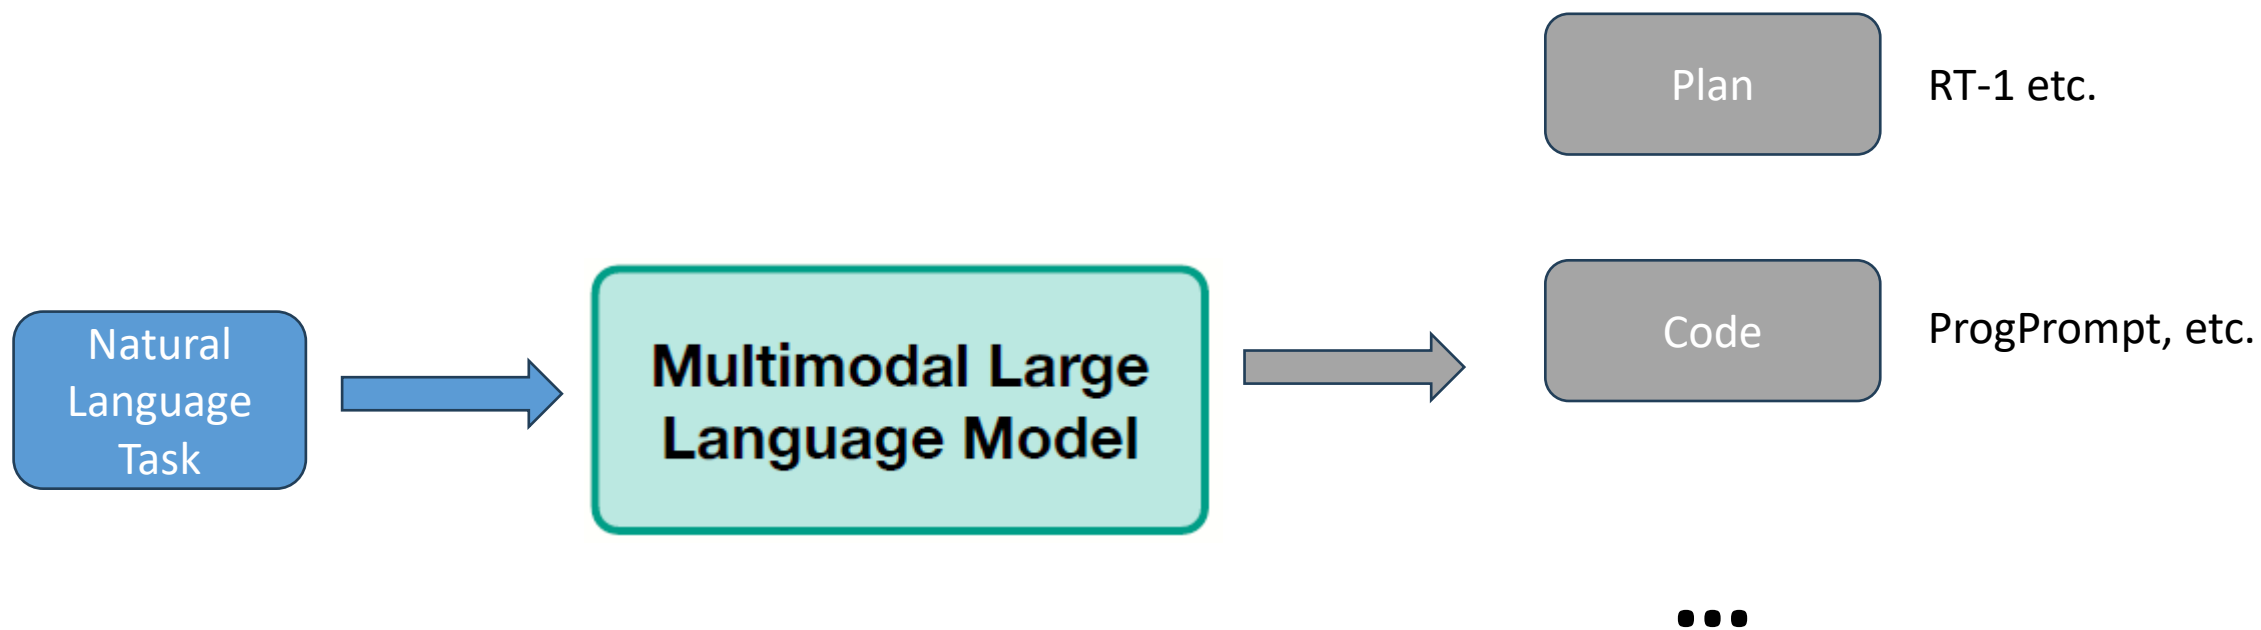 Plan
RT-1 etc.
Natural
Language
Task
Multimodal Large
Language Model
Code
ProgPrompt, etc.
...